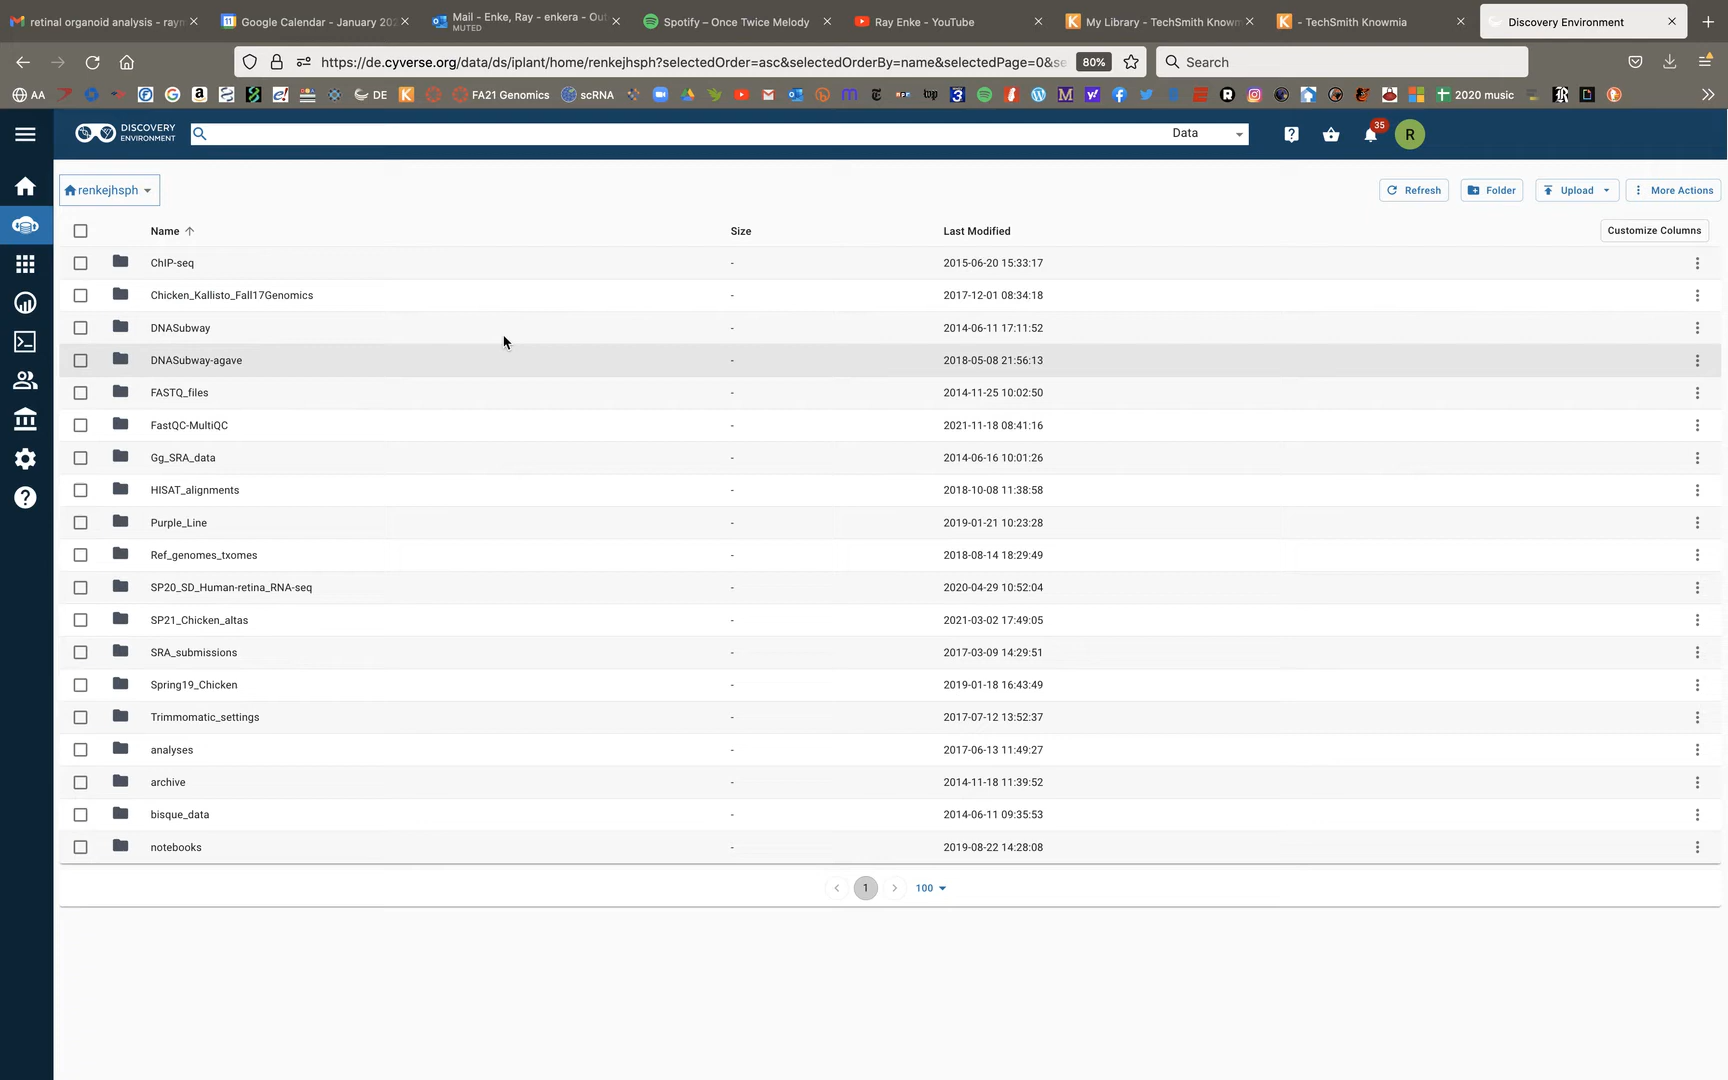 retinal organoid analysis - raym
Google Calendar - January 202
Mail - Enke, Ray - enkera - Ou
MUTED
Spotify – Once Twice Melody
Ray Enke - YouTube
My Library - TechSmith Knowm
- TechSmith Knowmia
Discovery Environment
https://de.cyverse.org/data/ds/iplant/home/renkejhsph?selectedOrder=asc&selectedOrderBy=name&selectedPage=0&se
80%
Search
AA
DE
FA21 Genomics
scRNA
2020 music
DISCOVERY
ENVIRONMENT
Data
35
R
renkejhsph
Refresh
Folder
Upload
More Actions
Name
Size
Last Modified
Customize Columns
ChIP-seq - 2015-06-20 15:33:17
Chicken_Kallisto_Fall17Genomics - 2017-12-01 08:34:18
DNASubway - 2014-06-11 17:11:52
DNASubway-agave - 2018-05-08 21:56:13
FASTQ_files - 2014-11-25 10:02:50
FastQC-MultiQC - 2021-11-18 08:41:16
Gg_SRA_data - 2014-06-16 10:01:26
HISAT_alignments - 2018-10-08 11:38:58
Purple_Line - 2019-01-21 10:23:28
Ref_genomes_txomes - 2018-08-14 18:29:49
SP20_SD_Human-retina_RNA-seq - 2020-04-29 10:52:04
SP21_Chicken_altas - 2021-03-02 17:49:05
SRA_submissions - 2017-03-09 14:29:51
Spring19_Chicken - 2019-01-18 16:43:49
Trimmomatic_settings - 2017-07-12 13:52:37
analyses - 2017-06-13 11:49:27
archive - 2014-11-18 11:39:52
bisque_data - 2014-06-11 09:35:53
notebooks - 2019-08-22 14:28:08
1
100